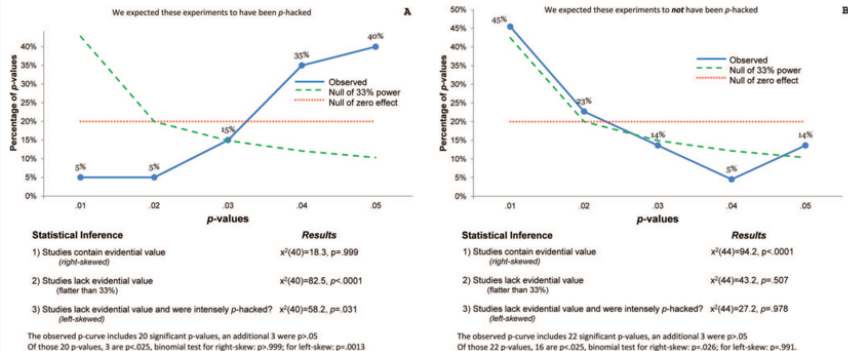 We expected these experiments to have been p-hacked
A
Percentage of p-values
40%
35%
30%
25%
20%
15%
10%
5%
0%
5%
5%
15%
35%
40%
Observed
Null of 33% power
Null of zero effect
.01 .02 .03 .04 .05
p-values
Statistical Inference Results
1) Studies contain evidential value x²(40)=18.3, p=.999
(right-skewed)
2) Studies lack evidential value x²(40)=82.5, p<.0001
(flatter than 33%)
3) Studies lack evidential value and were intensely p-hacked? x²(40)=58.2, p=.031
(left-skewed)
The observed p-curve includes 20 significant p-values, an additional 3 were p>.05
Of those 20 p-values, 3 are p<.025, binomial test for right-skew: p>.999; for left-skew: p=.0013
We expected these experiments to not have been p-hacked
B
Percentage of p-values
50%
45%
40%
35%
30%
25%
20%
15%
10%
5%
0%
45%
23%
14%
5%
14%
Observed
Null of 33% power
Null of zero effect
.01 .02 .03 .04 .05
p-values
Statistical Inference Results
1) Studies contain evidential value x²(44)=94.2, p<.0001
(right-skewed)
2) Studies lack evidential value x²(44)=43.2, p=.507
(flatter than 33%)
3) Studies lack evidential value and were intensely p-hacked? x²(44)=27.2, p=.978
(left-skewed)
The observed p-curve includes 22 significant p-values, an additional 3 were p>.05
Of those 22 p-values, 16 are p<.025, binomial test for right-skew: p=.026; for left-skew: p=.991.